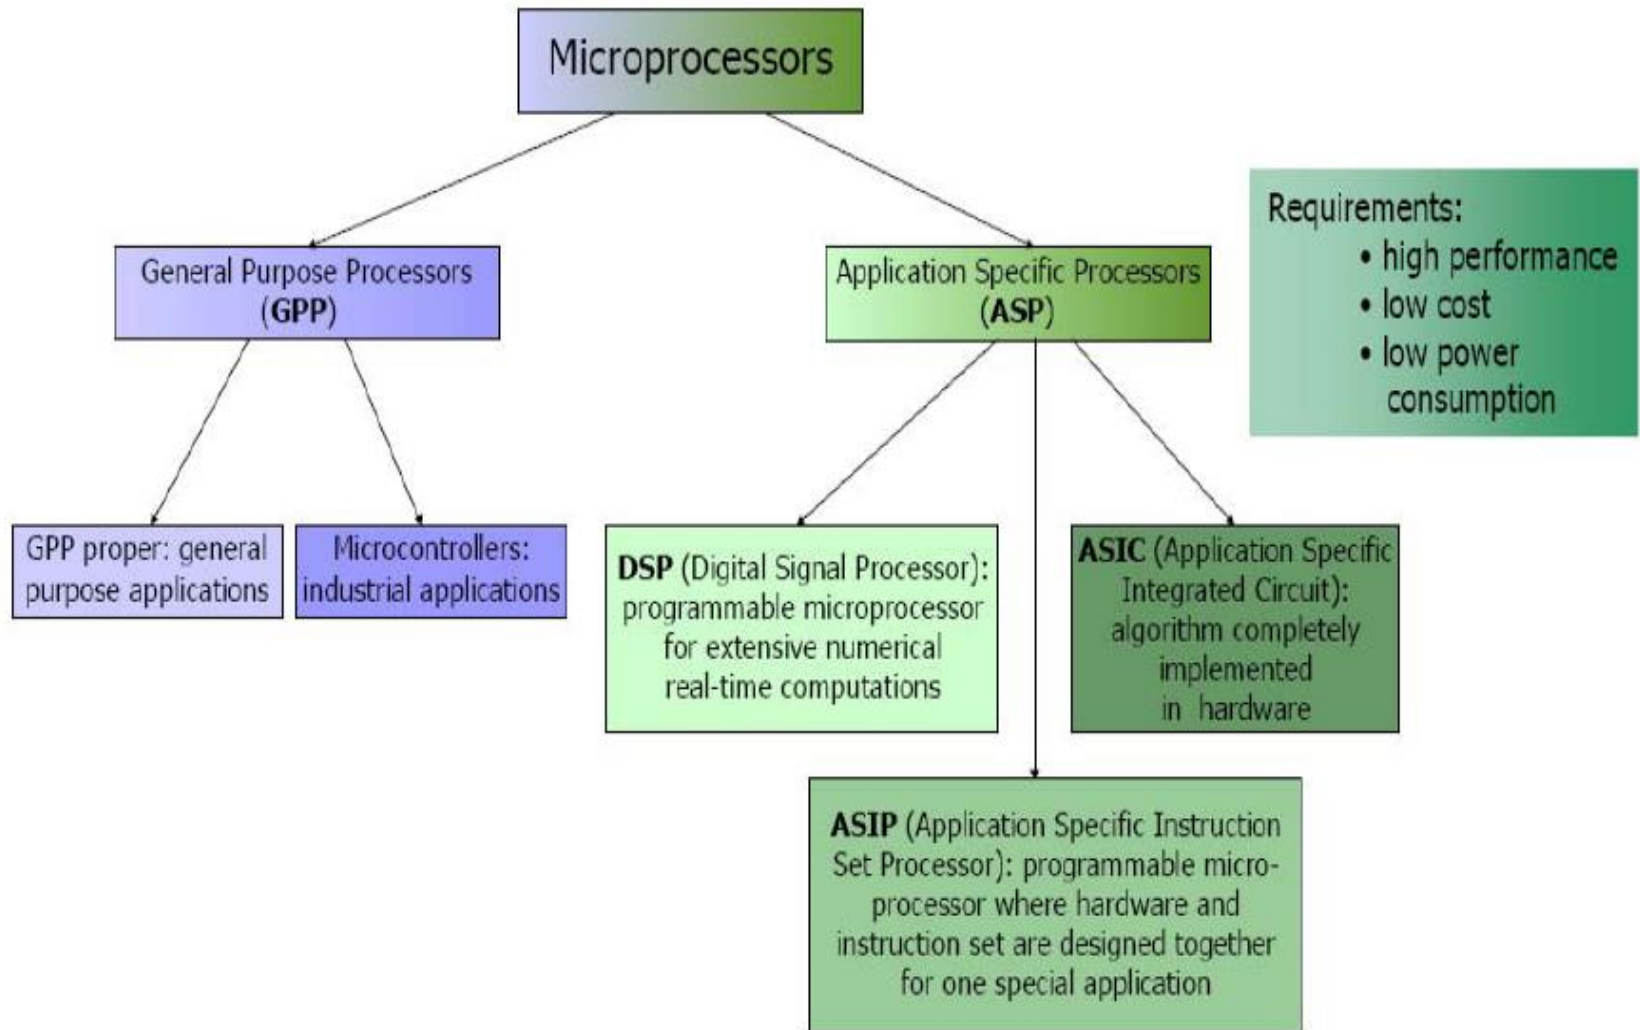 Microprocessors
General Purpose Processors
(GPP)
Application Specific Processors
(ASP)
Requirements:
• high performance
• low cost
• low power
consumption
GPP proper: general
purpose applications
Microcontrollers:
industrial applications
DSP (Digital Signal Processor):
programmable microprocessor
for extensive numerical
real-time computations
ASIC (Application Specific
Integrated Circuit):
algorithm completely
implemented
in hardware
ASIP (Application Specific Instruction
Set Processor): programmable micro-
processor where hardware and
instruction set are designed together
for one special application